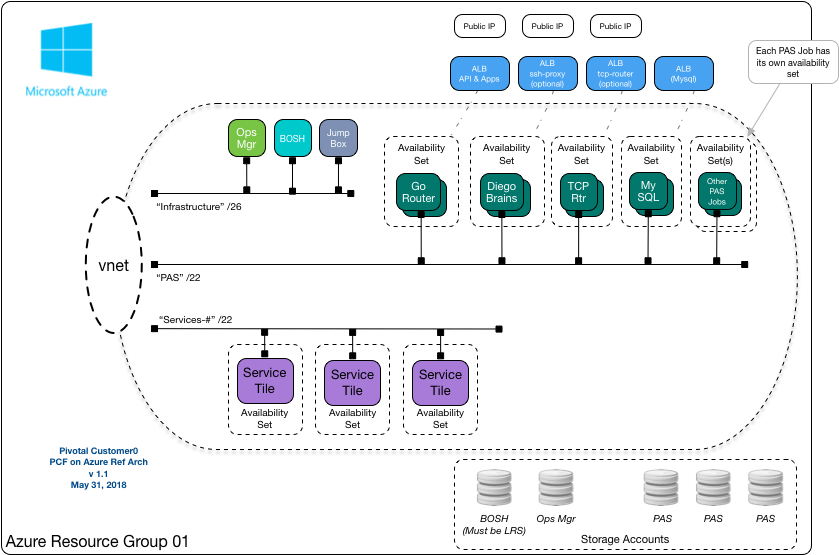 Microsoft Azure
Public IP
Public IP
Public IP
ALB
API & Apps
ALB
ssh-proxy
(optional)
ALB
tcp-router
(optional)
ALB
(Mysql)
Each PAS Job has
its own availability
set
Ops
Mgr
BOSH
Jump
Box
Availability
Set
Go
Router
Availability
Set
Diego
Brains
Availability
Set
TCP
Rtr
Availability
Set
My
SQL
Availability
Set(s)
Other
PAS
Jobs
“Infrastructure” /26
vnet
“PAS” /22
“Services-#” /22
Service
Tile
Availability
Set
Service
Tile
Availability
Set
Service
Tile
Availability
Set
Pivotal Customer0
PCF on Azure Ref Arch
v 1.1
May 31, 2018
BOSH
(Must be LRS)
Ops Mgr
PAS
PAS
PAS
Storage Accounts
Azure Resource Group 01